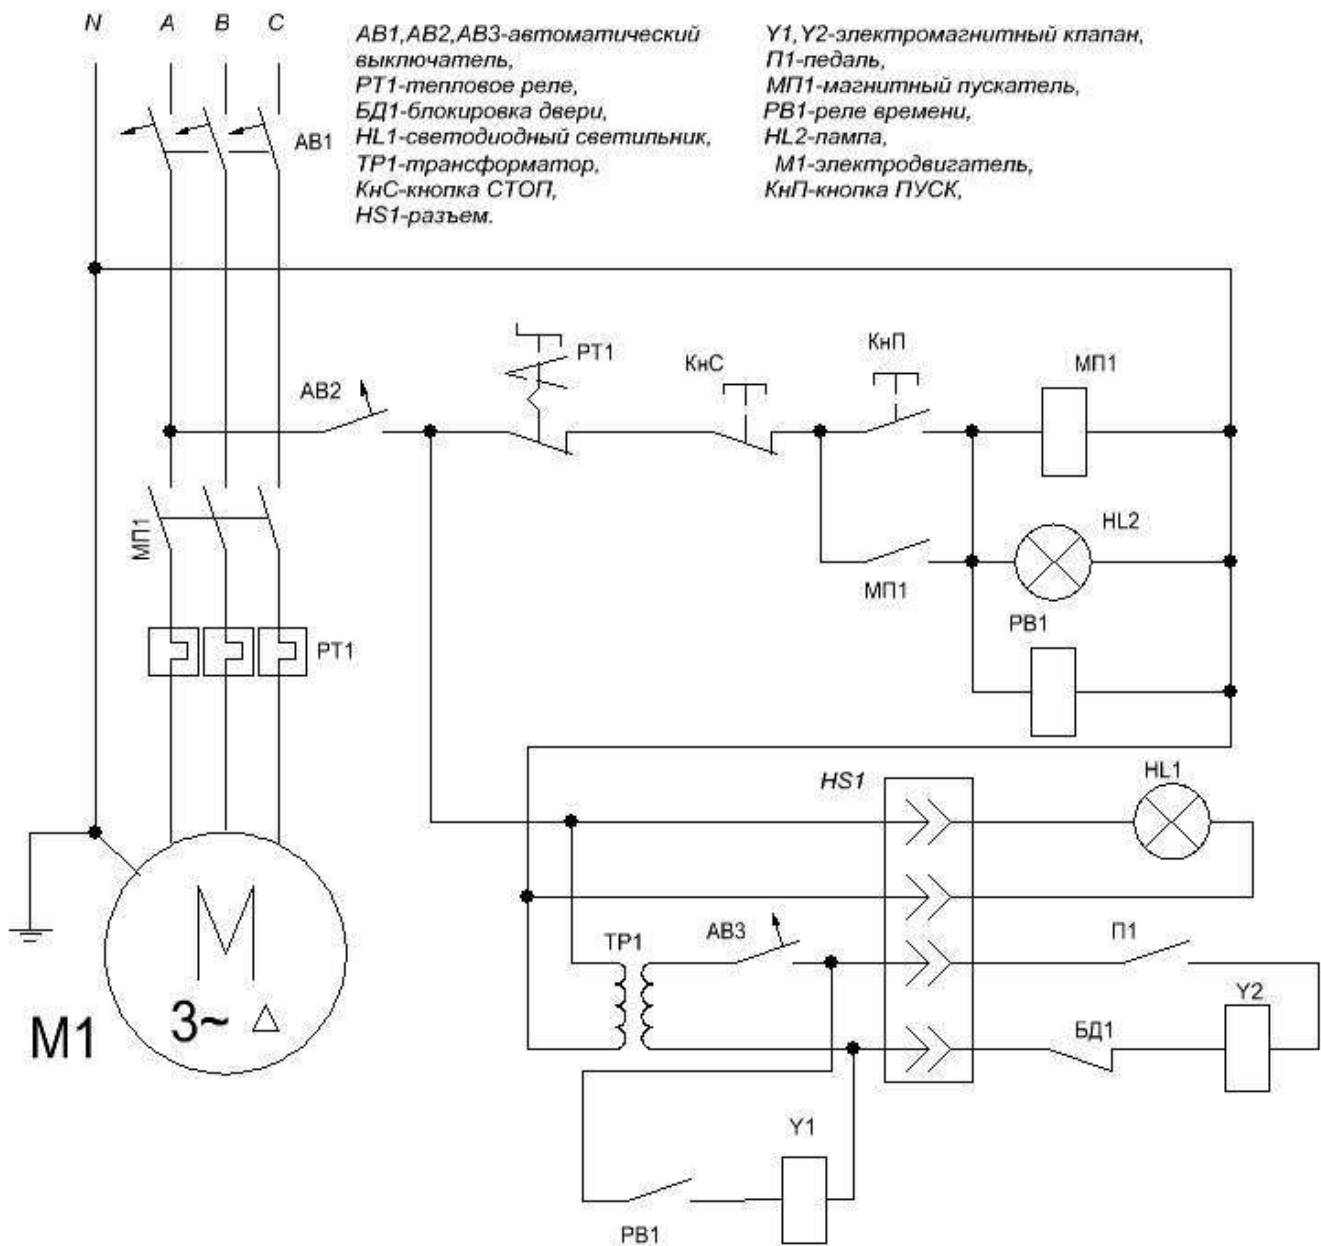 N A B C
АВ1,АВ2,АВ3-автоматический
выключатель,
РТ1-тепловое реле,
БД1-блокировка двери,
HL1-светодиодный светильник,
ТР1-трансформатор,
КнС-кнопка СТОП,
HS1-разъем.
Y1,Y2-электромагнитный клапан,
П1-педаль,
МП1-магнитный пускатель,
РВ1-реле времени,
HL2-лампа,
М1-электродвигатель,
КнП-кнопка ПУСК,
АВ1
РТ1
КнС
КнП
МП1
АВ2
МП1
HL2
МП1
РВ1
РТ1
HS1
HL1
ТР1
АВ3
П1
Y2
БД1
М
3~ △
М1
Y1
РВ1